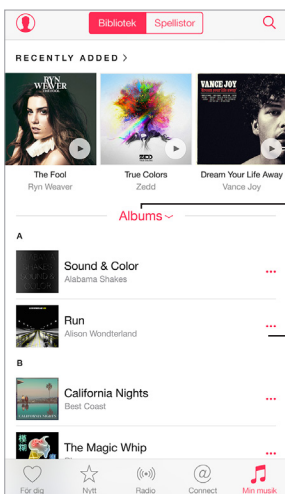 Bibliotek Spellistor
RECENTLY ADDED >
RYN
WEAVER
VANCE JOY
ZEDD
The Fool
Ryn Weaver
True Colors
Zedd
Dream Your Life Away
Vance Joy
Albums
A
Sound & Color
Alabama Shakes
Run
Alison Wondterland
B
California Nights
Best Coast
The Magic Whip
För dig Nytt Radio Connect Min musik